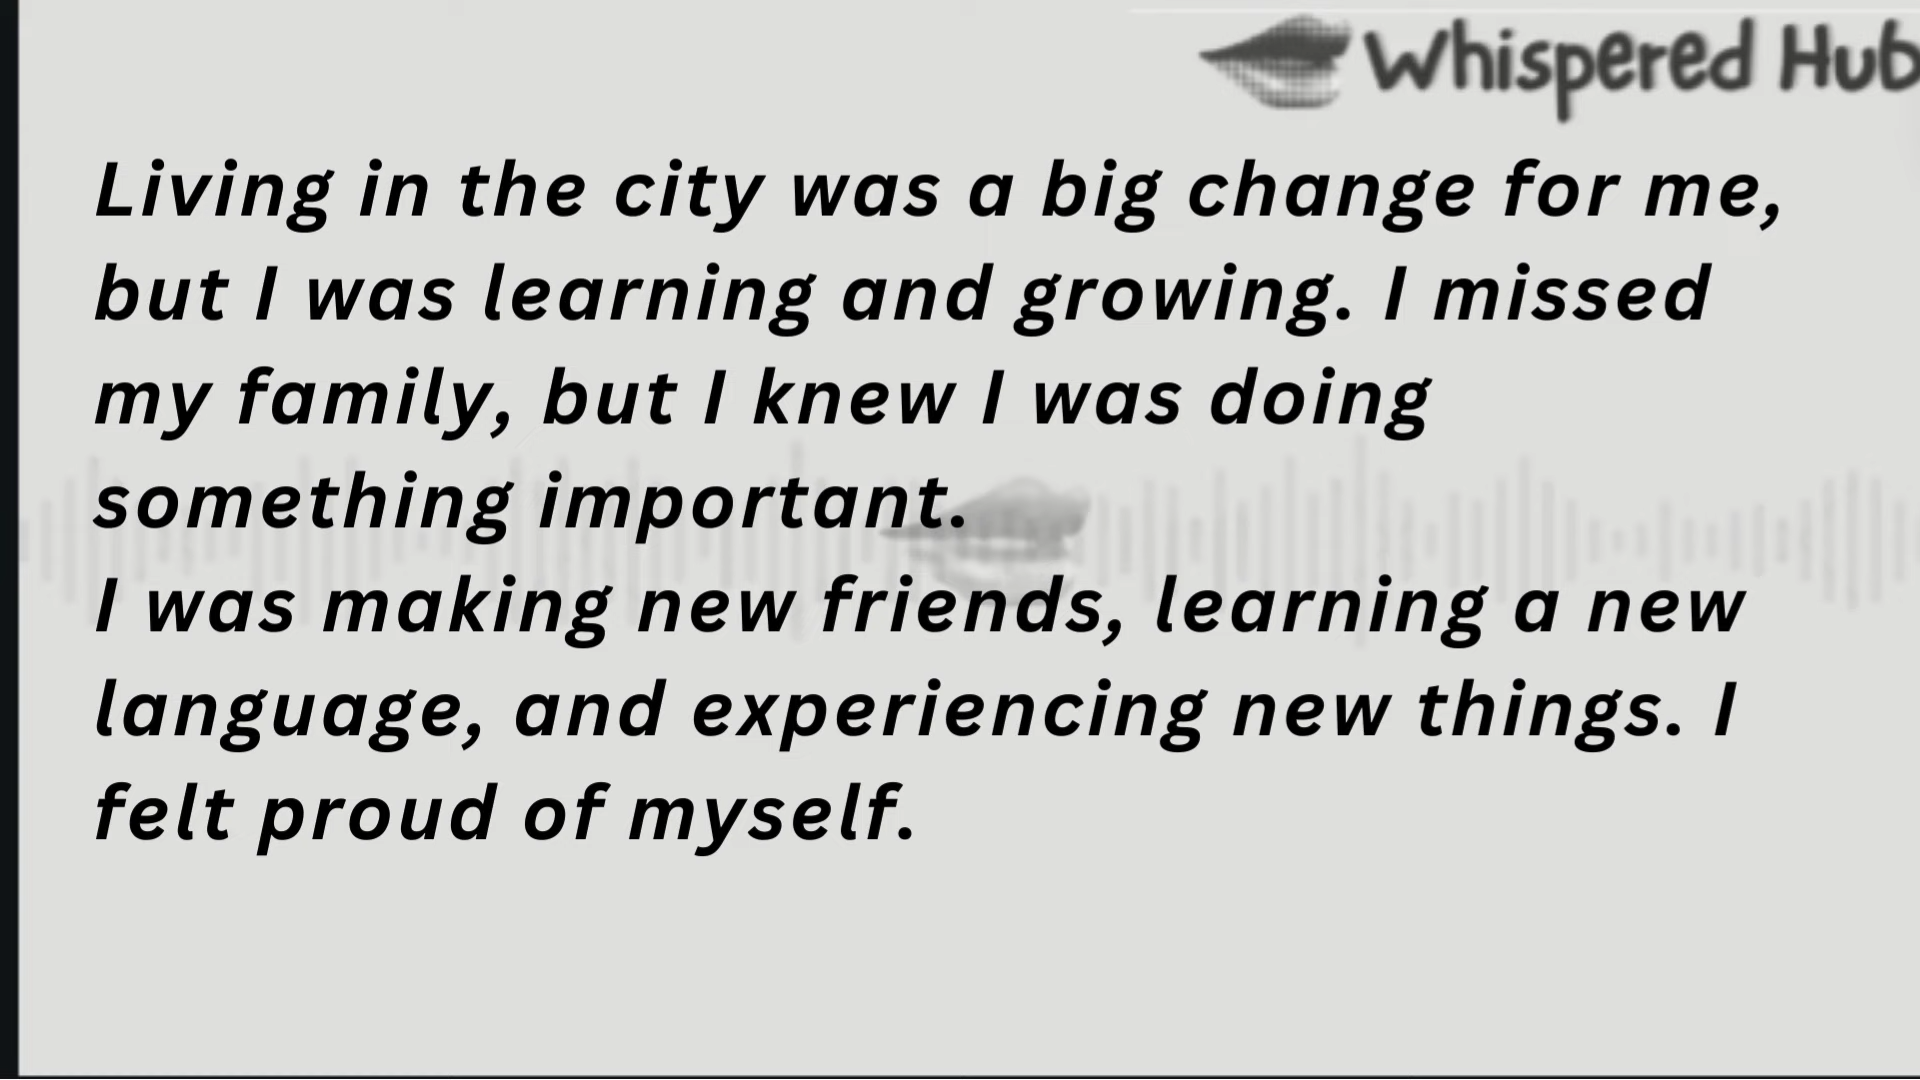 Whispered Hub
Living in the city was a big change for me,
but I was learning and growing. I missed
my family, but I knew I was doing
something important.
I was making new friends, learning a new
language, and experiencing new things. I
felt proud of myself.